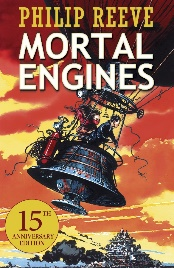 PHILIP REEVE
MORTAL
ENGINES
15TH
ANNIVERSARY
EDITION